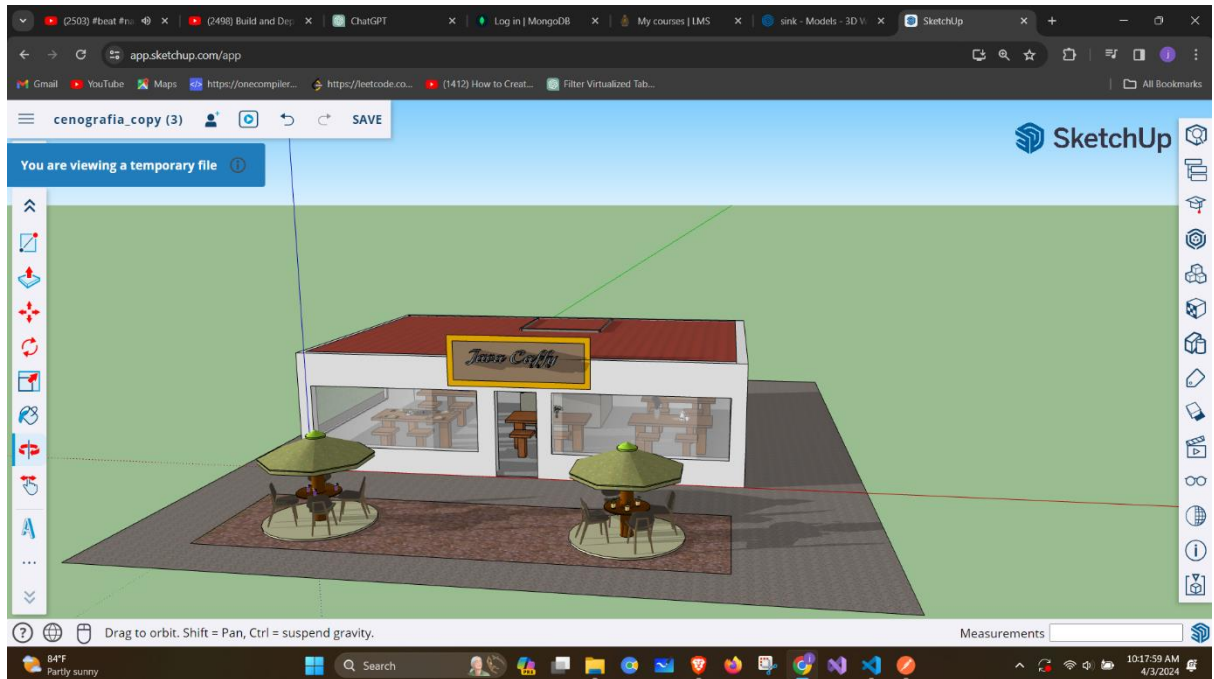 (2503) #beat #na
(2498) Build and Dep
ChatGPT
Log in | MongoDB
My courses | LMS
sink - Models - 3D W
SketchUp
app.sketchup.com/app
Gmail
YouTube
Maps
https://onecompiler...
https://leetcode.co...
(1412) How to Creat...
Filter Virtualized Tab...
All Bookmarks
cenografia_copy (3)
SAVE
SketchUp
You are viewing a temporary file
Drag to orbit. Shift = Pan, Ctrl = suspend gravity.
Measurements
84°F
Partly sunny
Search
10:17:59 AM
4/3/2024